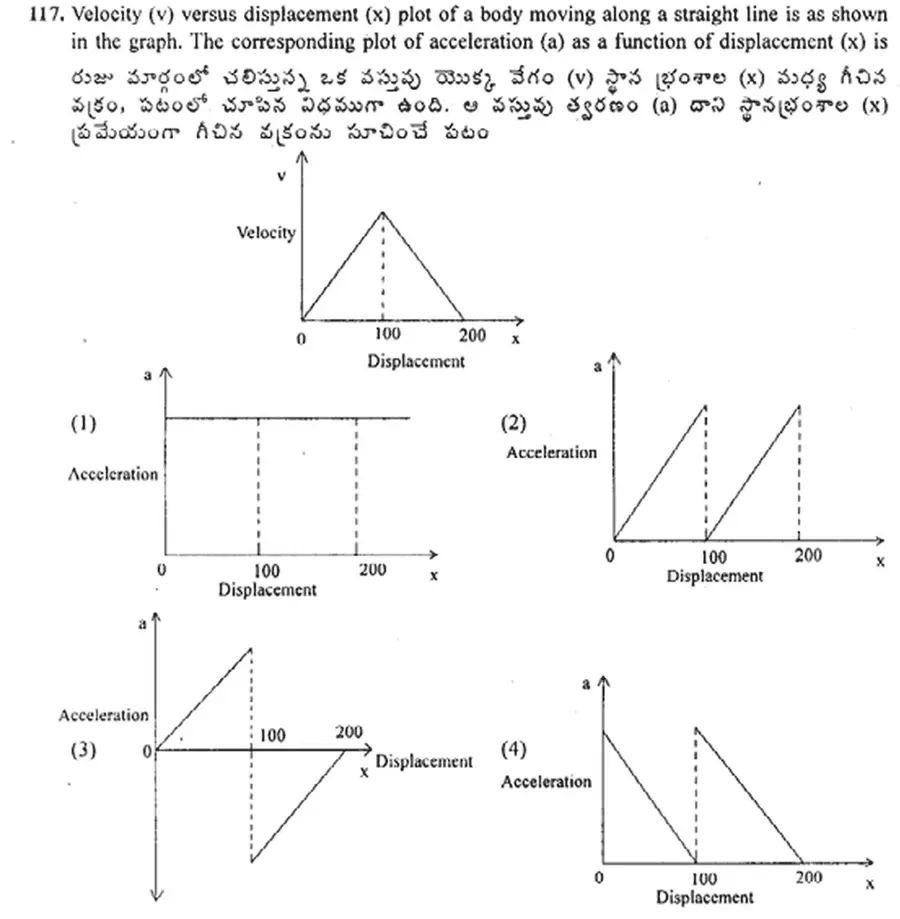 117. Velocity (v) versus displacement (x) plot of a body moving along a straight line is as shown
in the graph. The corresponding plot of acceleration (a) as a function of displacement (x) is
రుజు మార్గంలో చలిస్తున్న ఒక వస్తువు యొక్క వేగం (v) స్థాన భ్రంశాల (x) మధ్య గీచిన
వక్రం, పటంలో చూపిన విధముగా ఉంది. ఆ వస్తువు త్వరణం (a) దాని స్థానభ్రంశాల (x)
ప్రమేయంగా గీచిన వక్రంను సూచించే పటం
v
Velocity
0 100 200 x
Displacement
a
(1)
Acceleration
0 100 200 x
Displacement
a
(2)
Acceleration
0 100 200 x
Displacement
a
Acceleration
100 200
(3) 0 x Displacement
a
(4)
Acceleration
0 100 200 x
Displacement